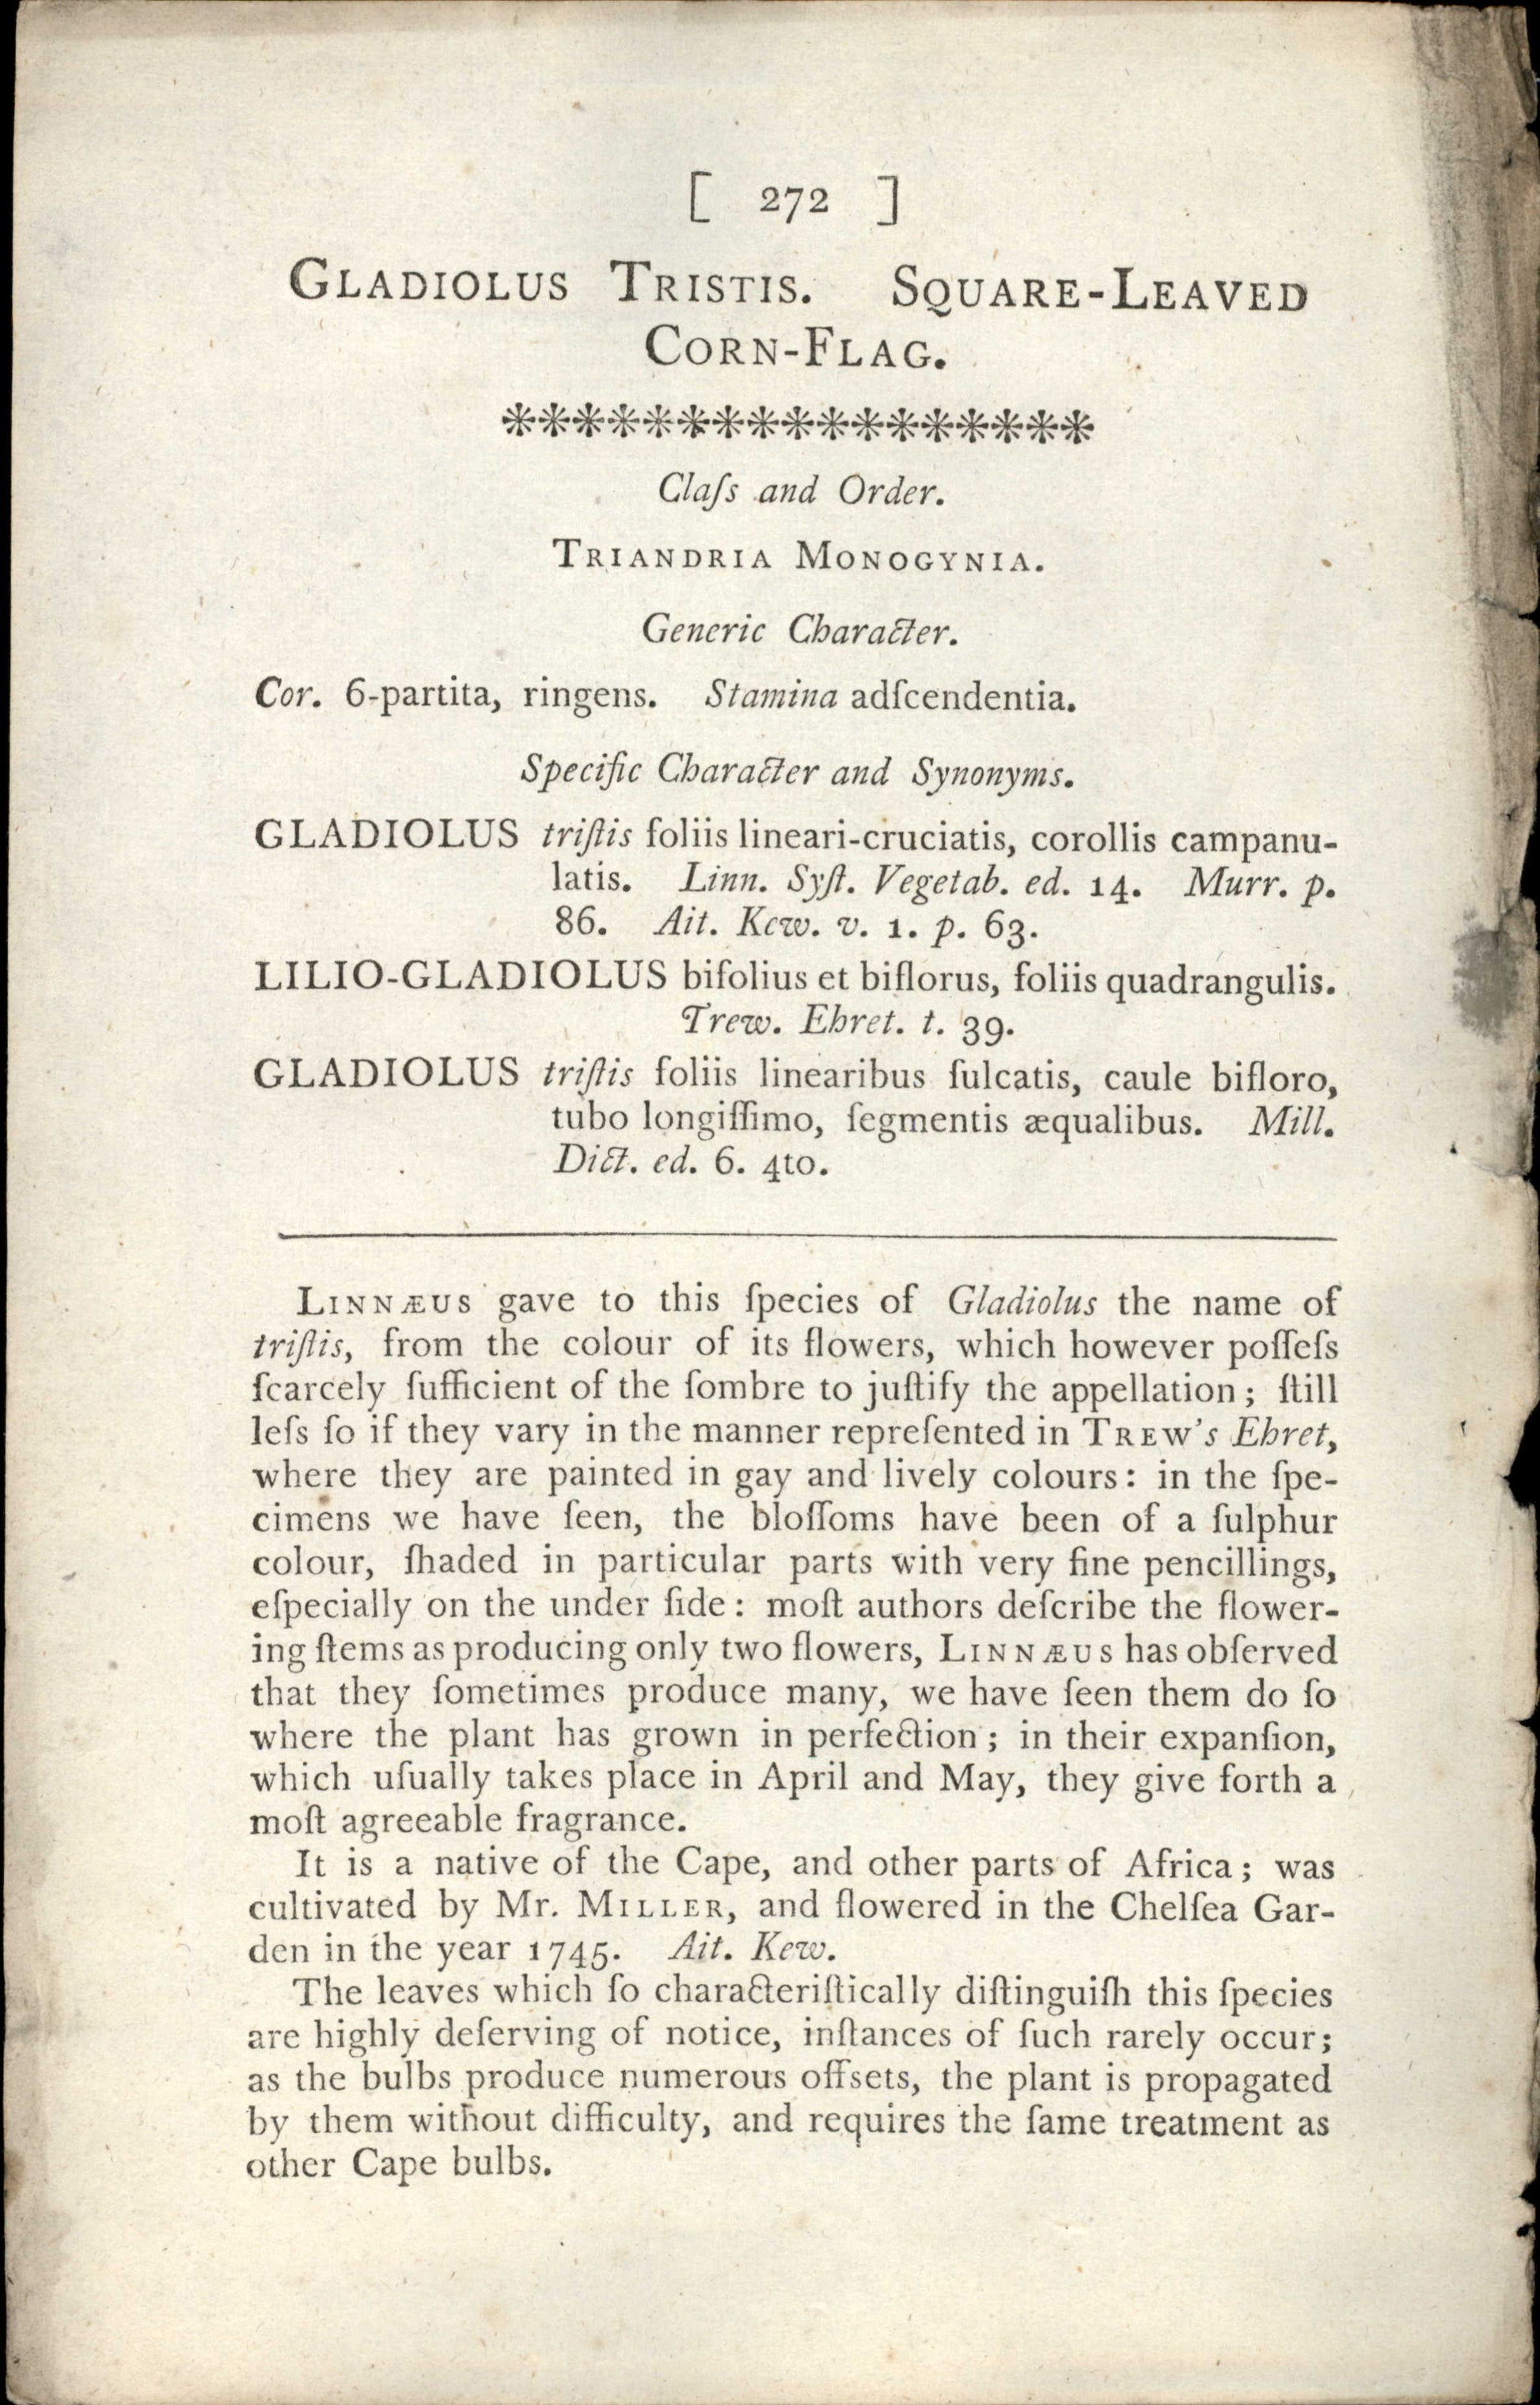 [ 272 ]
GLADIOLUS TRISTIS. SQUARE-LEAVED
CORN-FLAG.
*****************
Claſs and Order.
TRIANDRIA MONOGYNIA.
Generic Character.
Cor. 6-partita, ringens. Stamina adſcendentia.
Specific Character and Synonyms.
GLADIOLUS triſtis foliis lineari-cruciatis, corollis campanu-
latis. Linn. Syſt. Vegetab. ed. 14. Murr. p.
86. Ait. Kew. v. 1. p. 63.
LILIO-GLADIOLUS bifolius et biflorus, foliis quadrangulis.
Trew. Ehret. t. 39.
GLADIOLUS triſtis foliis linearibus ſulcatis, caule bifloro,
tubo longiſſimo, ſegmentis æqualibus. Mill.
Dict. ed. 6. 4to.
LINNÆUS gave to this ſpecies of Gladiolus the name of
triſtis, from the colour of its flowers, which however poſſeſs
ſcarcely ſufficient of the ſombre to juſtify the appellation; ſtill
leſs ſo if they vary in the manner repreſented in TREW's Ehret,
where they are painted in gay and lively colours: in the ſpe-
cimens we have ſeen, the bloſſoms have been of a ſulphur
colour, ſhaded in particular parts with very fine pencillings,
eſpecially on the under ſide: moſt authors deſcribe the flower-
ing ſtems as producing only two flowers, LINNÆUS has obſerved
that they ſometimes produce many, we have ſeen them do ſo
where the plant has grown in perfection; in their expanſion,
which uſually takes place in April and May, they give forth a
moſt agreeable fragrance.
It is a native of the Cape, and other parts of Africa; was
cultivated by Mr. MILLER, and flowered in the Chelſea Gar-
den in the year 1745. Ait. Kew.
The leaves which ſo characteriſtically diſtinguiſh this ſpecies
are highly deſerving of notice, inſtances of ſuch rarely occur;
as the bulbs produce numerous offsets, the plant is propagated
by them without difficulty, and requires the ſame treatment as
other Cape bulbs.